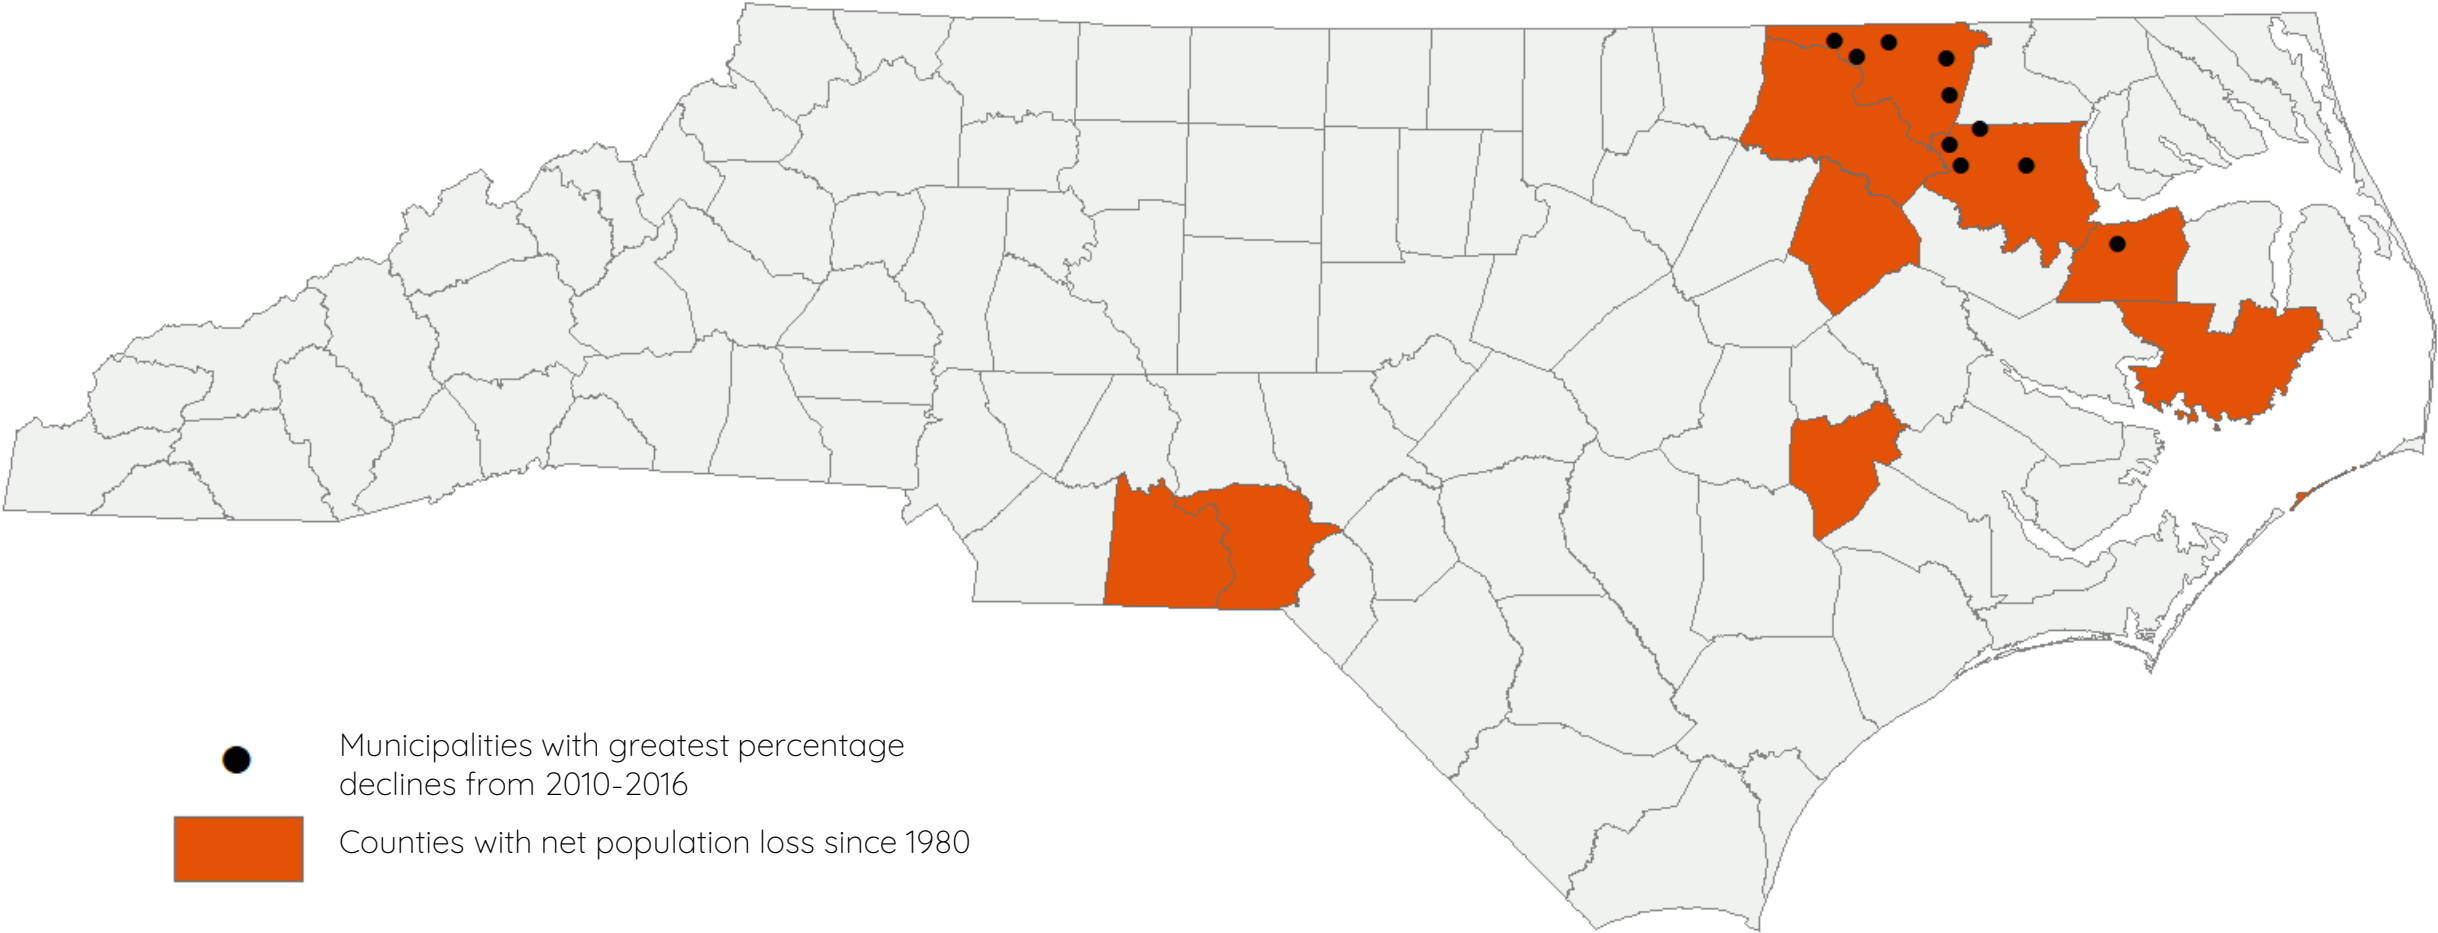 Municipalities with greatest percentage
declines from 2010-2016
Counties with net population loss since 1980